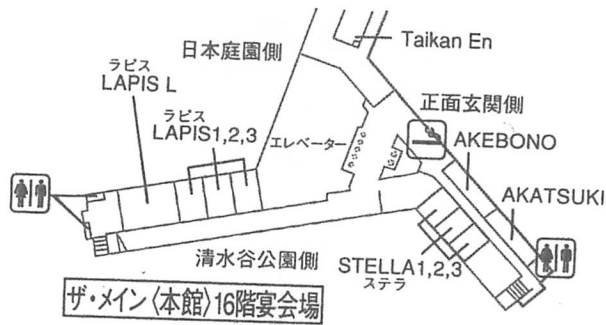 Taikan En
日本庭園側
ラピス
LAPIS L
正面玄関側
ラピス
LAPIS1,2,3
エレベーター
AKEBONO
AKATSUKI
清水谷公園側
STELLA1,2,3
ステラ
ザ・メイン〈本館〉16階宴会場